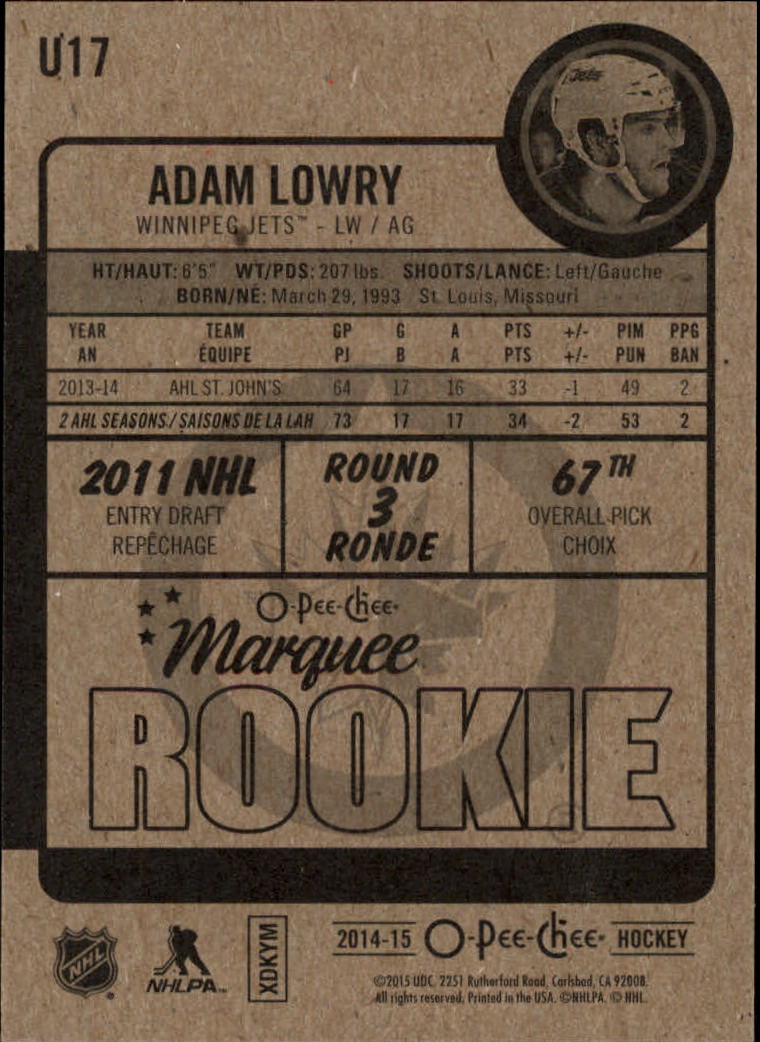 U17
Jets
ADAM LOWRY
WINNIPEG JETS™ - LW / AG
HT/HAUT: 6'5" WT/PDS: 207 lbs. SHOOTS/LANCE: Left/Gauche
BORN/NÉ: March 29, 1993 St. Louis, Missouri
YEAR TEAM GP G A PTS +/- PIM PPG
AN ÉQUIPE PJ B A PTS +/- PUN BAN
2013-14 AHL ST. JOHN'S 64 17 16 33 -1 49 2
2 AHL SEASONS/SAISONS DE LA LAH 73 17 17 34 -2 53 2
2011 NHL
ENTRY DRAFT
REPÊCHAGE
ROUND
3
RONDE
67TH
OVERALL PICK
CHOIX
O-Pee-Chee®
Marquee
ROOKIE
NHL
NHLPA™
XDKYM
2014-15 O-Pee-Chee® HOCKEY
©2015 UDC, 2251 Rutherford Road, Carlsbad, CA 92008.
All rights reserved. Printed in the USA. ©NHLPA. © NHL.